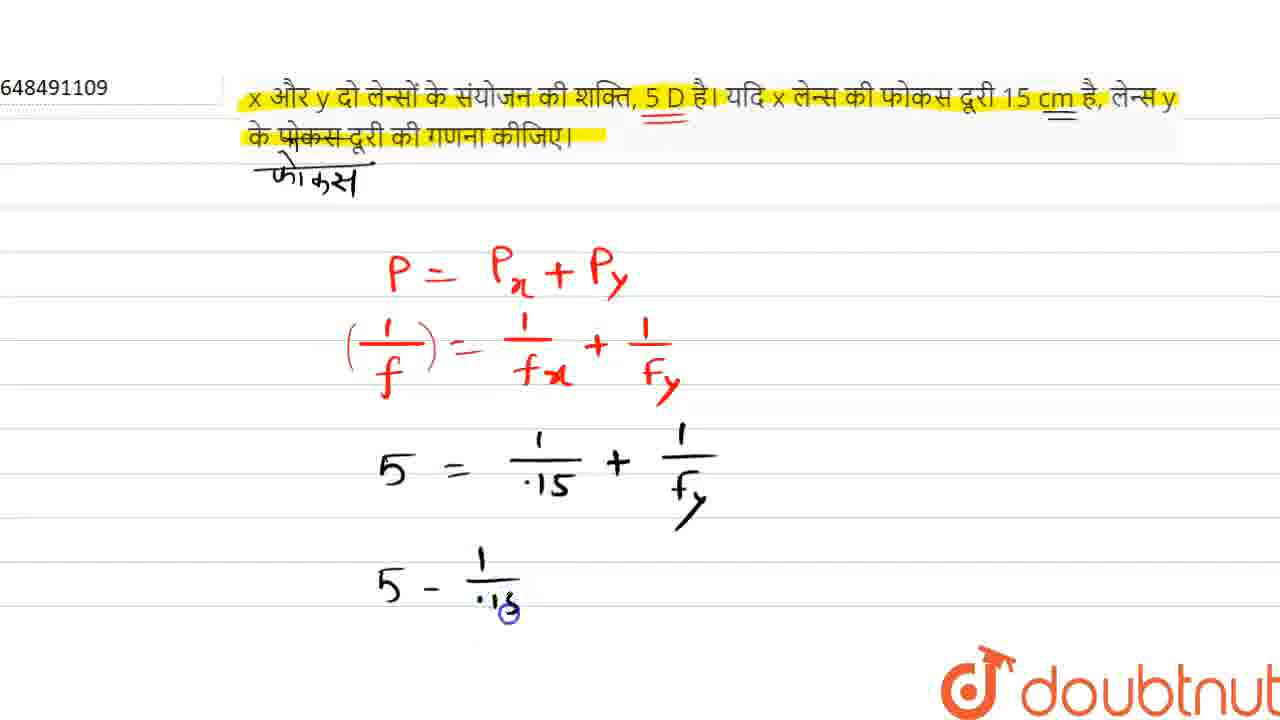 648491109
x और y दो लेन्सों के संयोजन की शक्ति, 5 D है। यदि x लेन्स की फोकस दूरी 15 cm है, लेन्स y
के फोकस दूरी की गणना कीजिए।
फोकस
P = Px + Py
(1/f) = 1/fx + 1/fy
5 = 1/.15 + 1/fy
5 - 1/.15
doubtnut